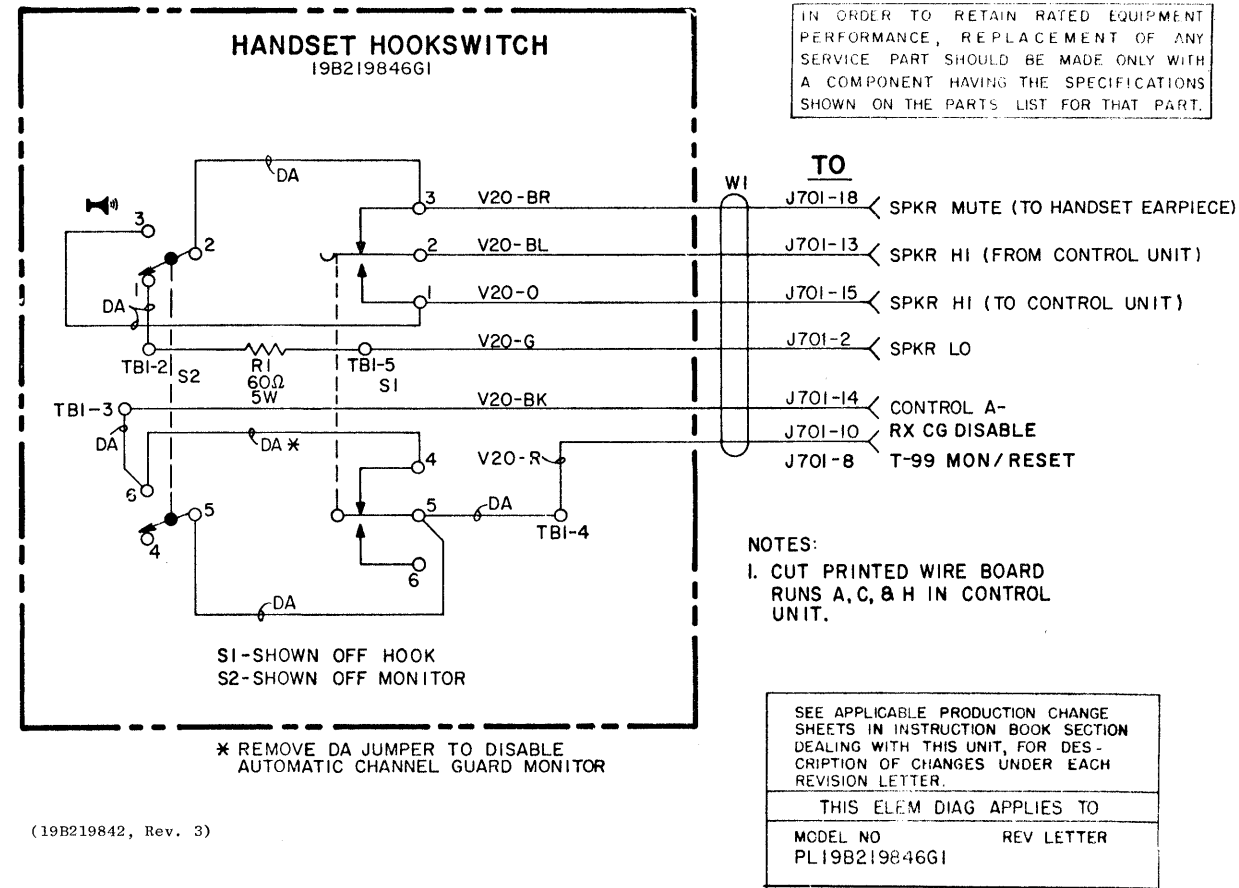 HANDSET HOOKSWITCH
19B219846G1
IN ORDER TO RETAIN RATED EQUIPMENT
PERFORMANCE, REPLACEMENT OF ANY
SERVICE PART SHOULD BE MADE ONLY WITH
A COMPONENT HAVING THE SPECIFICATIONS
SHOWN ON THE PARTS LIST FOR THAT PART.
TO
W1
DA
3
V20-BR
J701-18
SPKR MUTE (TO HANDSET EARPIECE)
3
2
2
V20-BL
J701-13
SPKR HI (FROM CONTROL UNIT)
1
DA
1
V20-O
J701-15
SPKR HI (TO CONTROL UNIT)
TB1-2
S2
R1
60Ω
5W
TB1-5
S1
V20-G
J701-2
SPKR LO
TB1-3
V20-BK
J701-14
CONTROL A-
DA
DA *
4
V20-R
J701-10
RX CG DISABLE
J701-8
T-99 MON/RESET
6
5
5
DA
TB1-4
4
6
DA
NOTES:
1. CUT PRINTED WIRE BOARD
RUNS A, C, & H IN CONTROL
UNIT.
S1-SHOWN OFF HOOK
S2-SHOWN OFF MONITOR
* REMOVE DA JUMPER TO DISABLE
AUTOMATIC CHANNEL GUARD MONITOR
SEE APPLICABLE PRODUCTION CHANGE
SHEETS IN INSTRUCTION BOOK SECTION
DEALING WITH THIS UNIT, FOR DES-
CRIPTION OF CHANGES UNDER EACH
REVISION LETTER.
THIS ELEM DIAG APPLIES TO
MODEL NO REV LETTER
PL19B219846G1
(19B219842, Rev. 3)